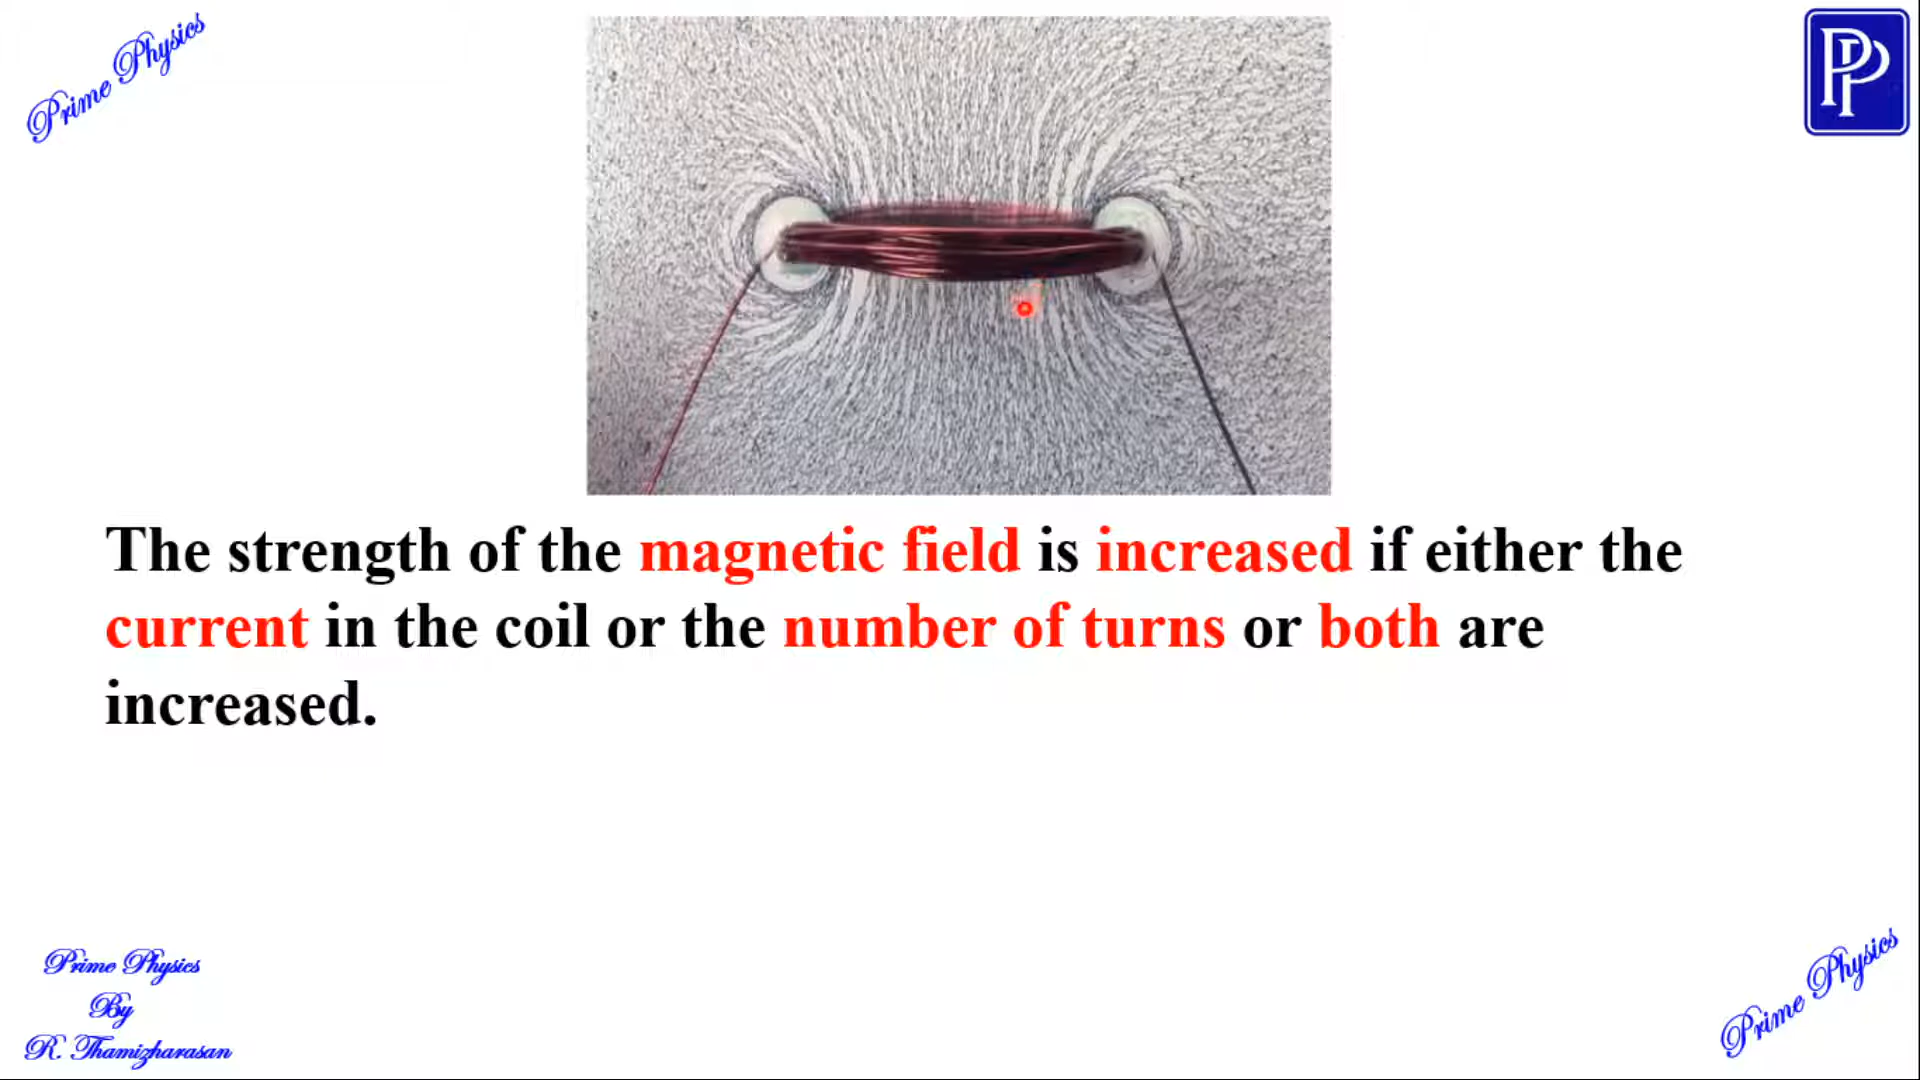 Prime Physics
PP
The strength of the magnetic field is increased if either the
current in the coil or the number of turns or both are
increased.
Prime Physics
By
R. Thamizharasan
Prime Physics